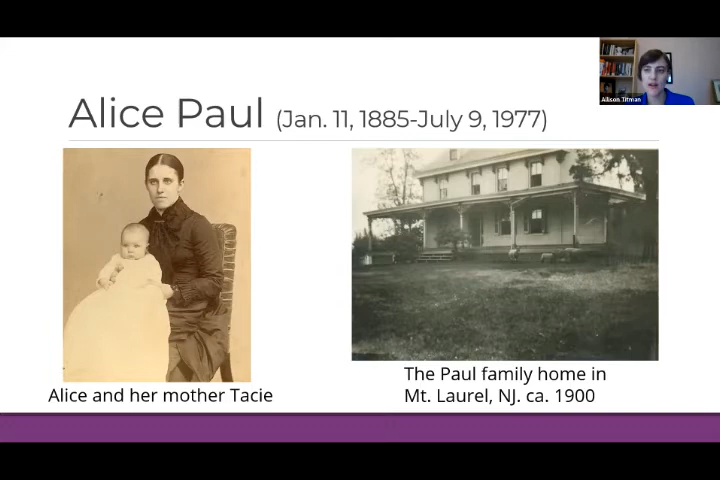 Allison Titman
Alice Paul (Jan. 11, 1885-July 9, 1977)
Alice and her mother Tacie
The Paul family home in
Mt. Laurel, NJ. ca. 1900